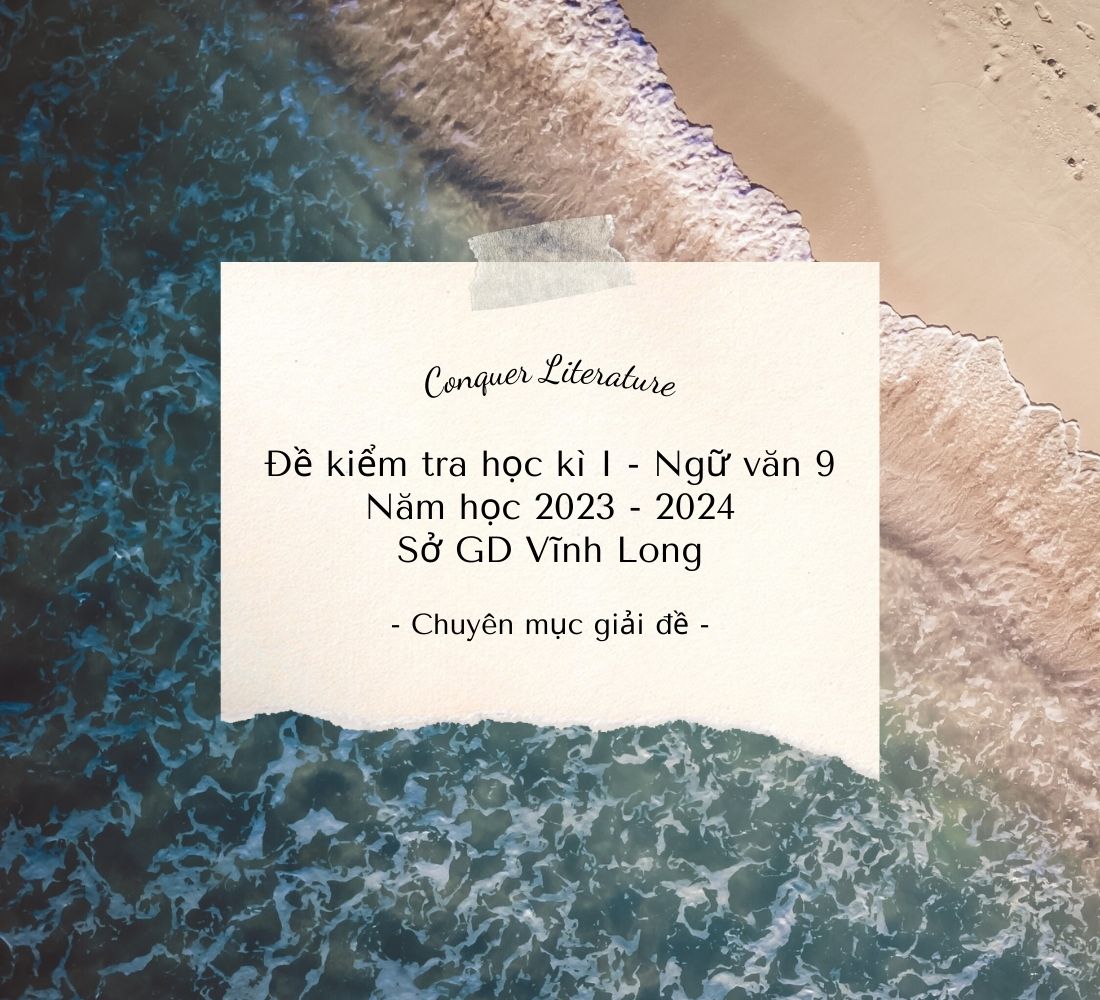 Conquer Literature
Đề kiểm tra học kì I - Ngữ văn 9
Năm học 2023 - 2024
Sở GD Vĩnh Long
- Chuyên mục giải đề -